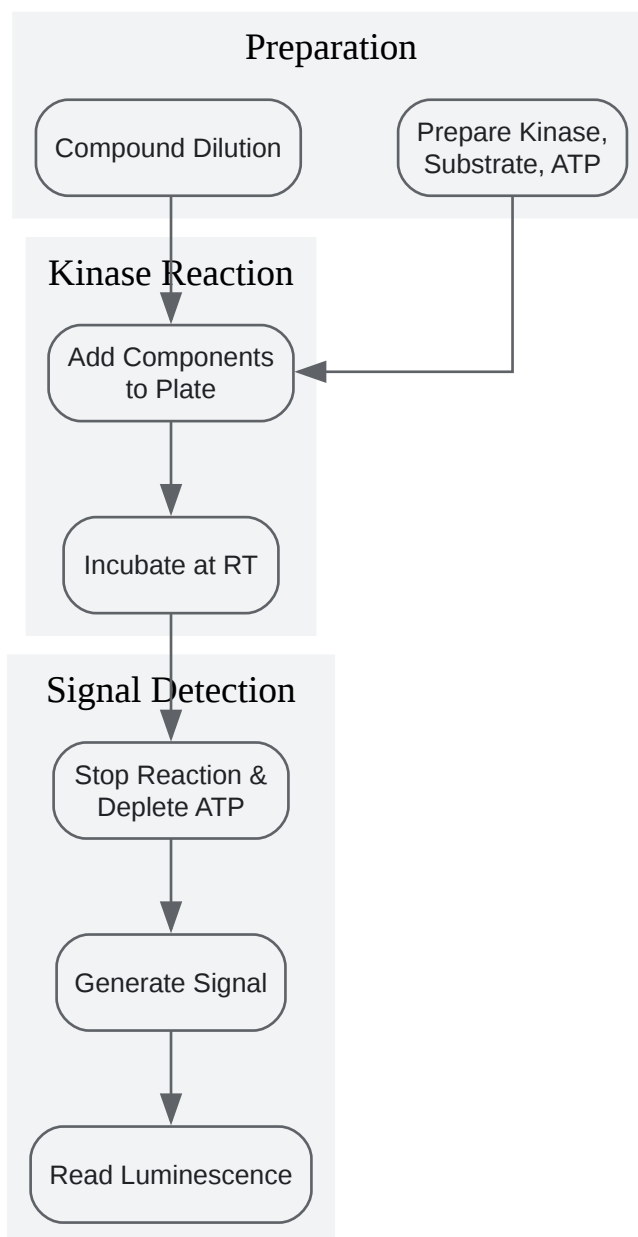 Preparation
Compound Dilution
Prepare Kinase,
Substrate, ATP
Kinase Reaction
Add Components
to Plate
Incubate at RT
Signal Detection
Stop Reaction &
Deplete ATP
Generate Signal
Read Luminescence